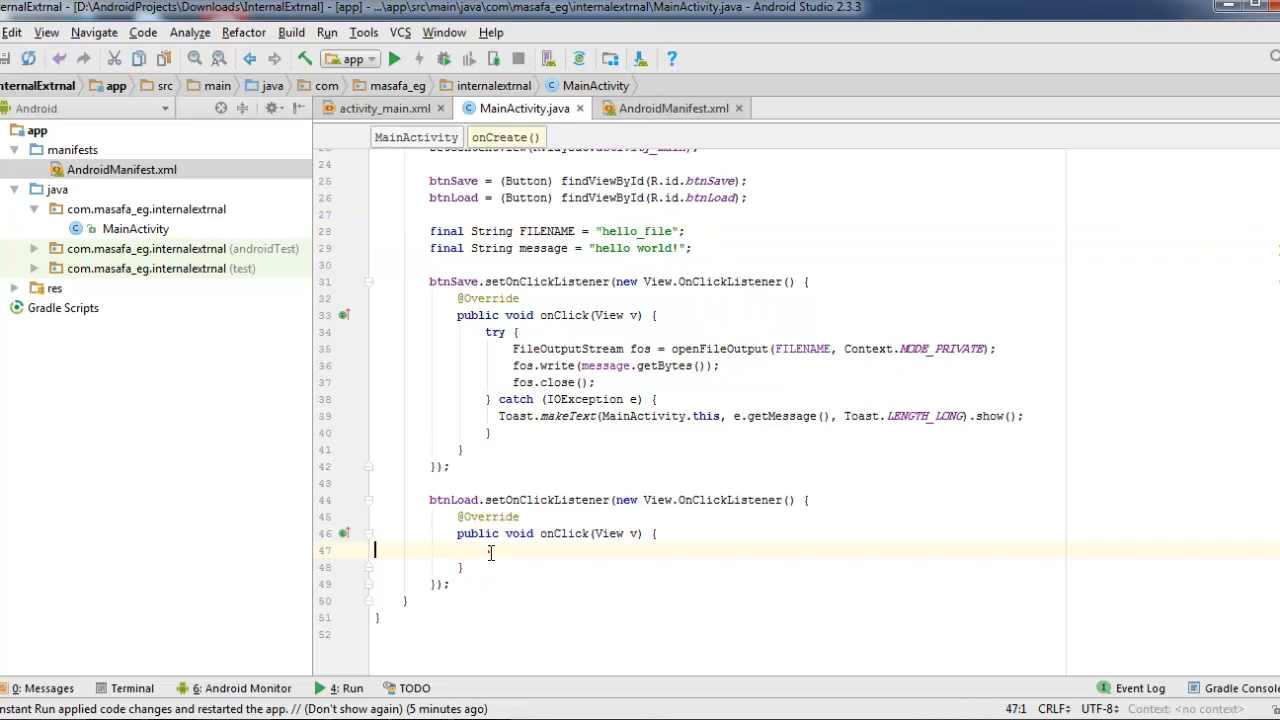 nternalExtrnal - [D:\AndroidProjects\Downloads\InternalExtrnal] - [app] - ...\app\src\main\java\com\masafa_eg\internalextrnal\MainActivity.java - Android Studio 2.3.3
Edit View Navigate Code Analyze Refactor Build Run Tools VCS Window Help
app
nternalExtrnal app src main java com masafa_eg internalextrnal MainActivity
Android activity_main.xml MainActivity.java AndroidManifest.xml
MainActivity onCreate()
app
manifests
AndroidManifest.xml
java
com.masafa_eg.internalextrnal
MainActivity
com.masafa_eg.internalextrnal (androidTest)
com.masafa_eg.internalextrnal (test)
res
Gradle Scripts
23 setContentView(R.layout.activity_main);
24
25 btnSave = (Button) findViewById(R.id.btnSave);
26 btnLoad = (Button) findViewById(R.id.btnLoad);
27
28 final String FILENAME = "hello_file";
29 final String message = "hello world!";
30
31 btnSave.setOnClickListener(new View.OnClickListener() {
32 @Override
33 public void onClick(View v) {
34 try {
35 FileOutputStream fos = openFileOutput(FILENAME, Context.MODE_PRIVATE);
36 fos.write(message.getBytes());
37 fos.close();
38 } catch (IOException e) {
39 Toast.makeText(MainActivity.this, e.getMessage(), Toast.LENGTH_LONG).show();
40 }
41 }
42 });
43
44 btnLoad.setOnClickListener(new View.OnClickListener() {
45 @Override
46 public void onClick(View v) {
47
48 }
49 });
50 }
51 }
52
0: Messages Terminal 6: Android Monitor 4: Run TODO 1 Event Log Gradle Consol
nstant Run applied code changes and restarted the app. // (Don't show again) (5 minutes ago) 47:1 CRLF UTF-8 Context: <no context>